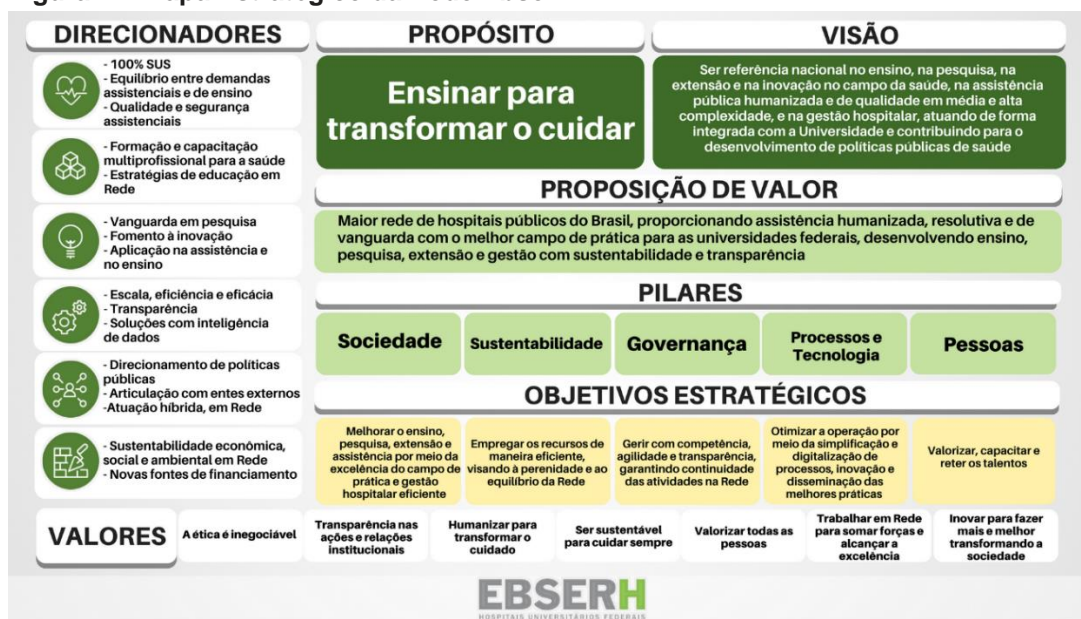 DIRECIONADORES
- 100% SUS
- Equilíbrio entre demandas
assistenciais e de ensino
- Qualidade e segurança
assistenciais
- Formação e capacitação
multiprofissional para a saúde
- Estratégias de educação em
Rede
- Vanguarda em pesquisa
- Fomento à inovação
- Aplicação na assistência e
no ensino
- Escala, eficiência e eficácia
- Transparência
- Soluções com inteligência
de dados
- Direcionamento de políticas
públicas
- Articulação com entes externos
-Atuação híbrida, em Rede
- Sustentabilidade econômica,
social e ambiental em Rede
- Novas fontes de financiamento
PROPÓSITO
Ensinar para
transformar o cuidar
VISÃO
Ser referência nacional no ensino, na pesquisa, na
extensão e na inovação no campo da saúde, na assistência
pública humanizada e de qualidade em média e alta
complexidade, e na gestão hospitalar, atuando de forma
integrada com a Universidade e contribuindo para o
desenvolvimento de políticas públicas de saúde
PROPOSIÇÃO DE VALOR
Maior rede de hospitais públicos do Brasil, proporcionando assistência humanizada, resolutiva e de
vanguarda com o melhor campo de prática para as universidades federais, desenvolvendo ensino,
pesquisa, extensão e gestão com sustentabilidade e transparência
PILARES
Sociedade
Sustentabilidade
Governança
Processos e
Tecnologia
Pessoas
OBJETIVOS ESTRATÉGICOS
Melhorar o ensino,
pesquisa, extensão e
assistência por meio da
excelência do campo de
prática e gestão
hospitalar eficiente
Empregar os recursos de
maneira eficiente,
visando à perenidade e ao
equilíbrio da Rede
Gerir com competência,
agilidade e transparência,
garantindo continuidade
das atividades na Rede
Otimizar a operação por
meio da simplificação e
digitalização de
processos, inovação e
disseminação das
melhores práticas
Valorizar, capacitar e
reter os talentos
VALORES
A ética é inegociável
Transparência nas
ações e relações
institucionais
Humanizar para
transformar o
cuidado
Ser sustentável
para cuidar sempre
Valorizar todas as
pessoas
Trabalhar em Rede
para somar forças e
alcançar a
excelência
Inovar para fazer
mais e melhor
transformando a
sociedade
EBSERH
HOSPITAIS UNIVERSITÁRIOS FEDERAIS